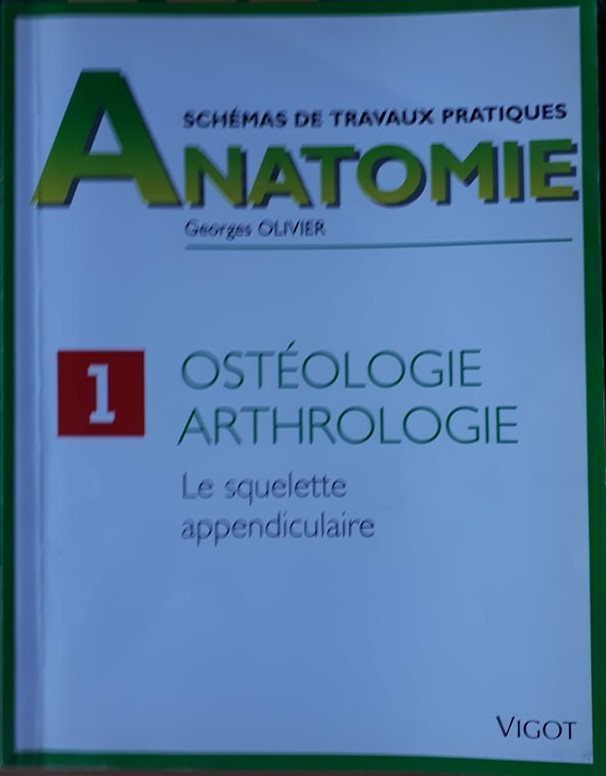 SCHÉMAS DE TRAVAUX PRATIQUES
ANATOMIE
Georges OLIVIER
1
OSTÉOLOGIE
ARTHROLOGIE
Le squelette
appendiculaire
VIGOT